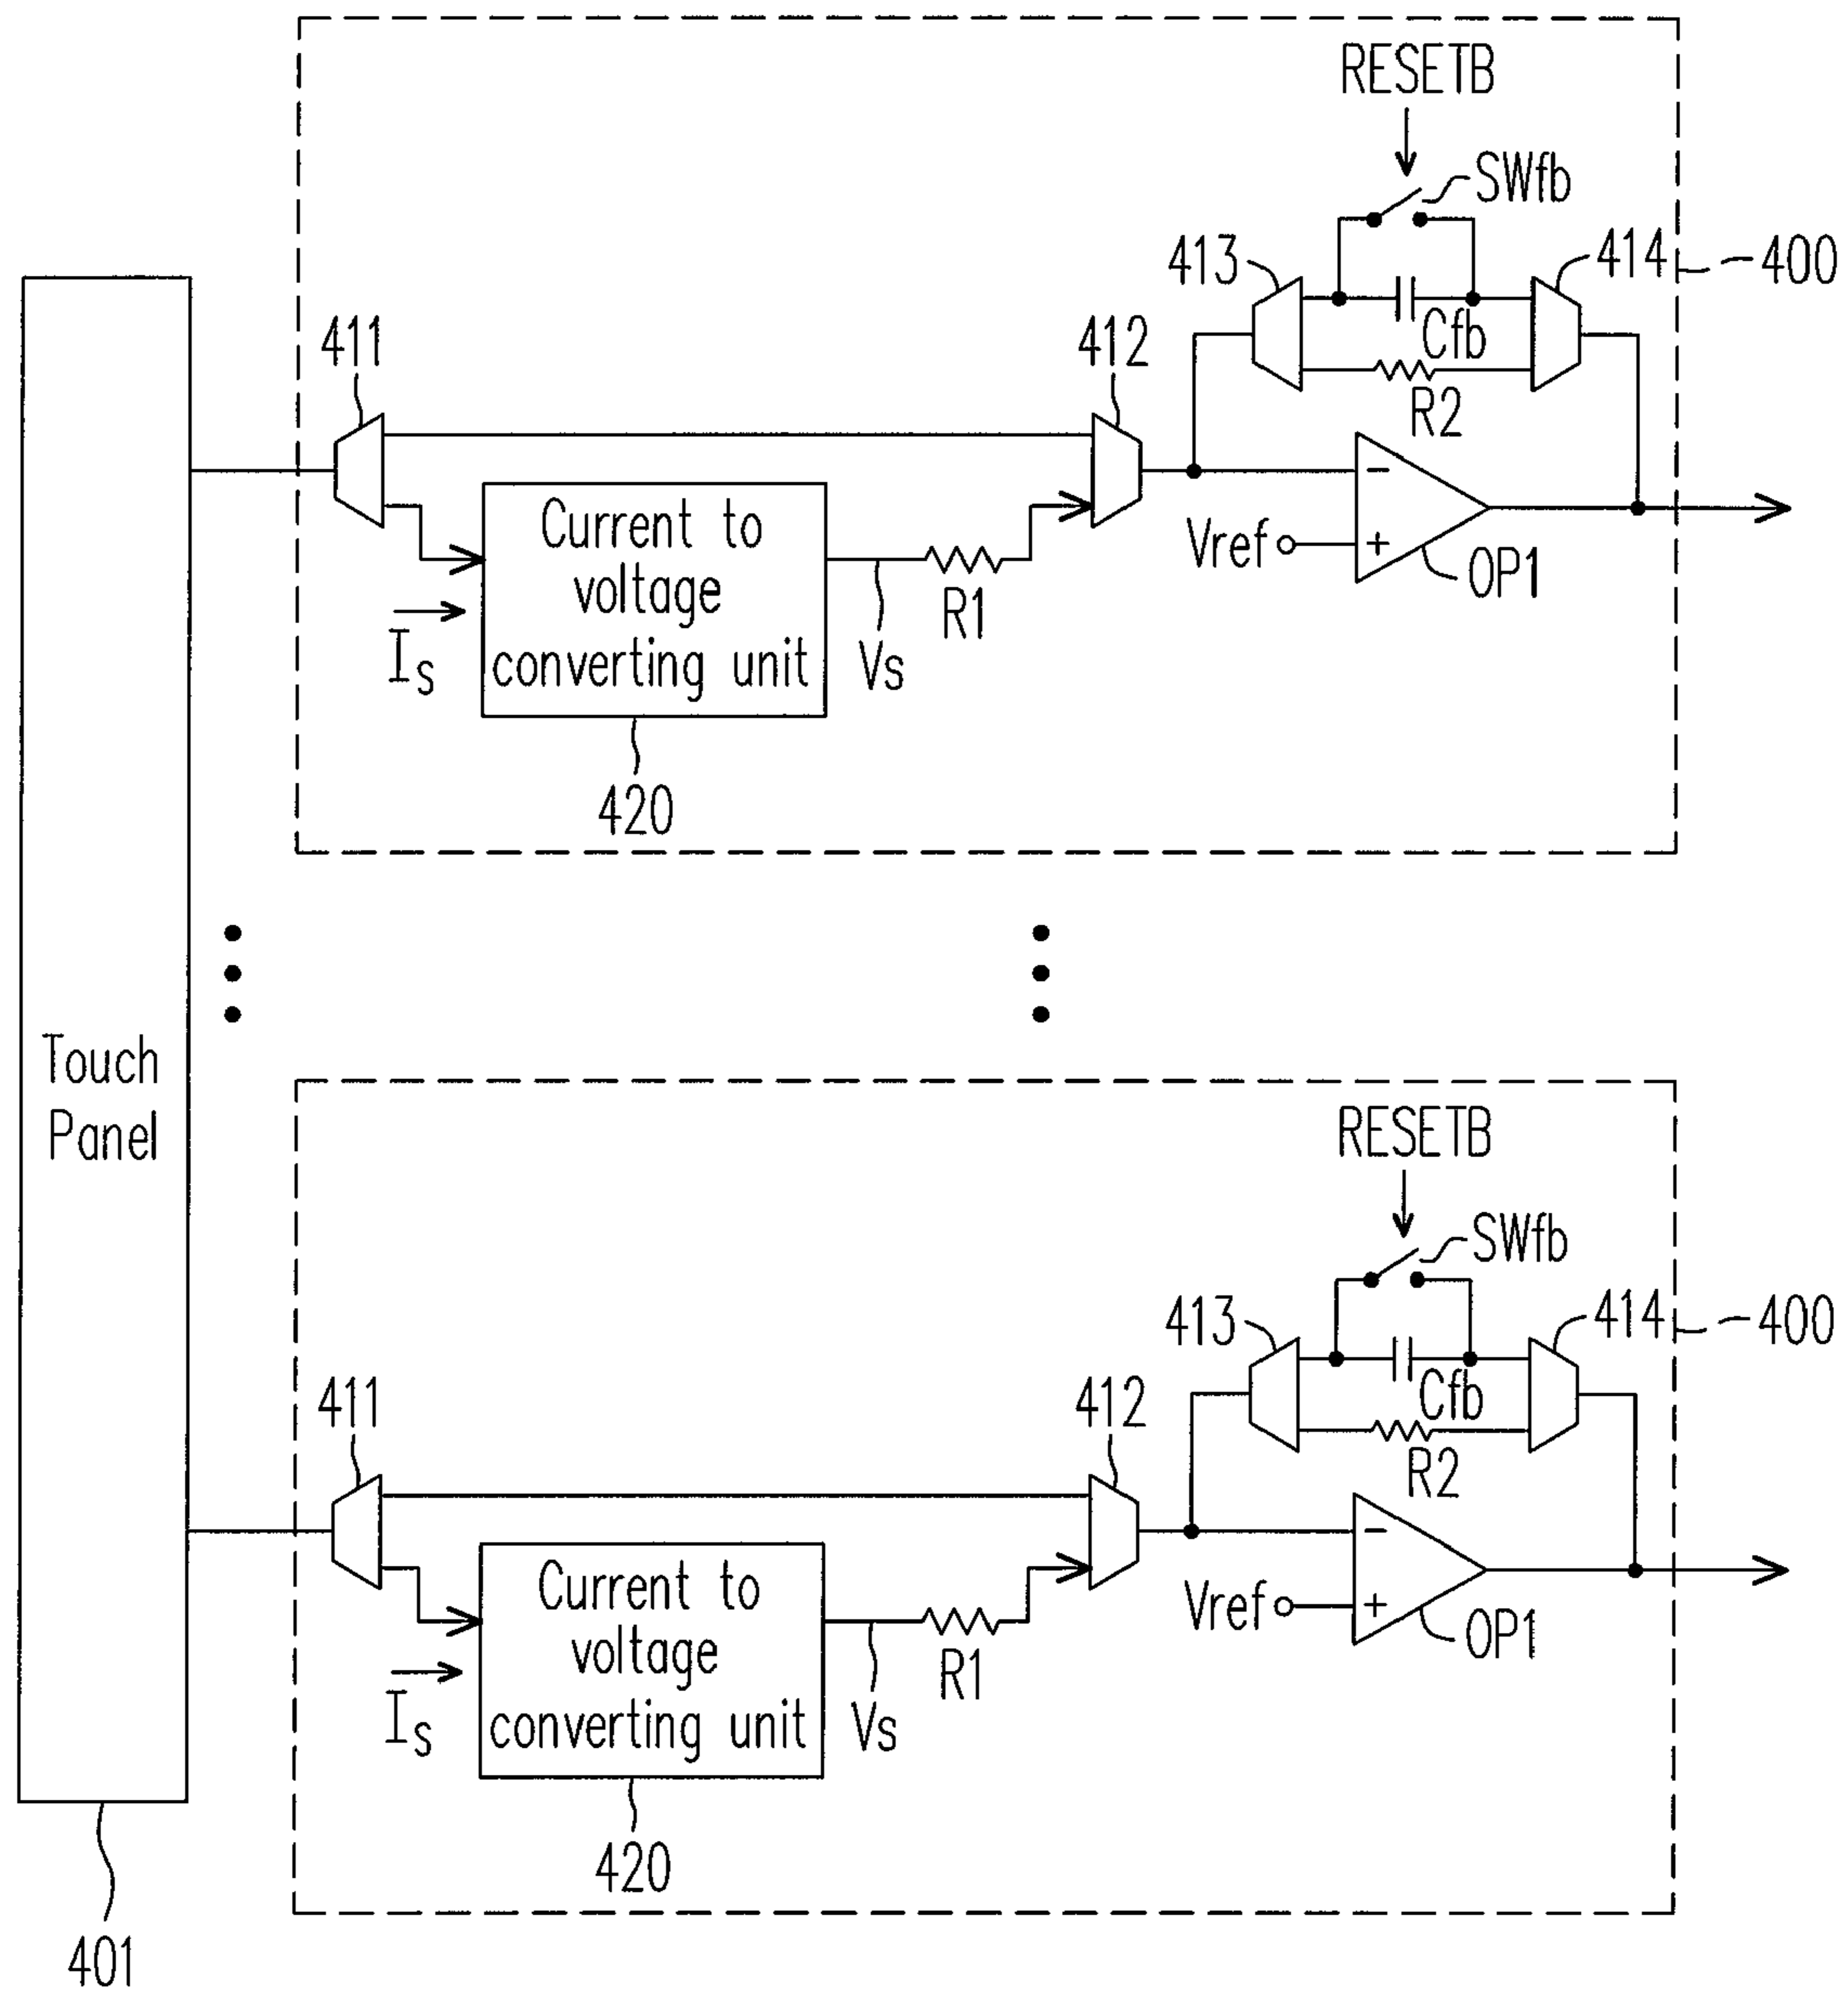 RESETB
SWfb
413
414
400
Cfb
R2
411
412
Current to
voltage
converting unit
Is
Vs
R1
Vref
−
+
OP1
420
Touch
Panel
RESETB
SWfb
413
414
400
Cfb
R2
411
412
Current to
voltage
converting unit
Is
Vs
R1
Vref
−
+
OP1
420
401